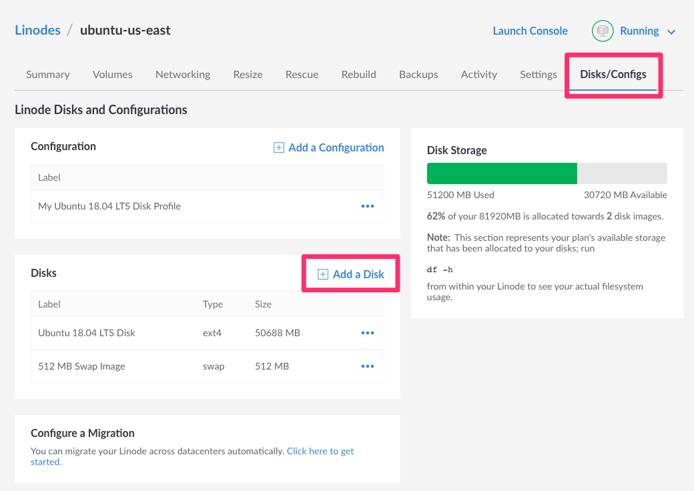 Linodes / ubuntu-us-east
Launch Console
Running
Summary Volumes Networking Resize Rescue Rebuild Backups Activity Settings Disks/Configs
Linode Disks and Configurations
Configuration
Add a Configuration
Label
My Ubuntu 18.04 LTS Disk Profile
Disks
Add a Disk
Label Type Size
Ubuntu 18.04 LTS Disk ext4 50688 MB
512 MB Swap Image swap 512 MB
Configure a Migration
You can migrate your Linode across datacenters automatically. Click here to get
started.
Disk Storage
51200 MB Used 30720 MB Available
62% of your 81920MB is allocated towards 2 disk images.
Note: This section represents your plan's available storage
that has been allocated to your disks; run
df -h
from within your Linode to see your actual filesystem
usage.